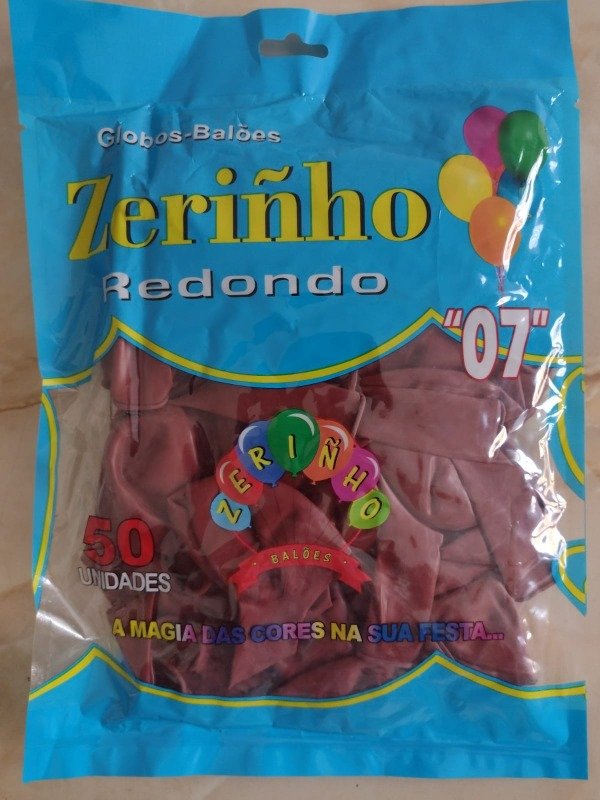 Globos-Balões
Zeriñho
Redondo
"07"
ZERIÑHO
BALÕES
50
UNIDADES
A MAGIA DAS CORES NA SUA FESTA...